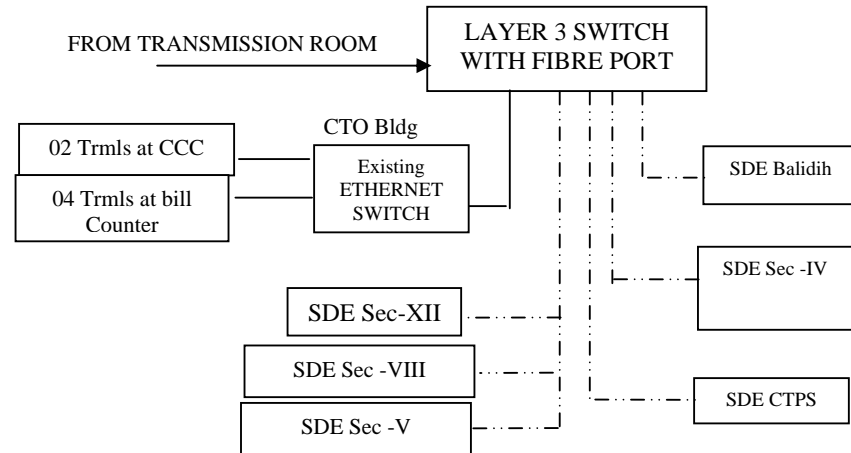 LAYER 3 SWITCH
WITH FIBRE PORT
FROM TRANSMISSION ROOM
CTO Bldg
02 Trmls at CCC
04 Trmls at bill
Counter
Existing
ETHERNET
SWITCH
SDE Balidih
SDE Sec -IV
SDE Sec-XII
SDE Sec -VIII
SDE Sec -V
SDE CTPS